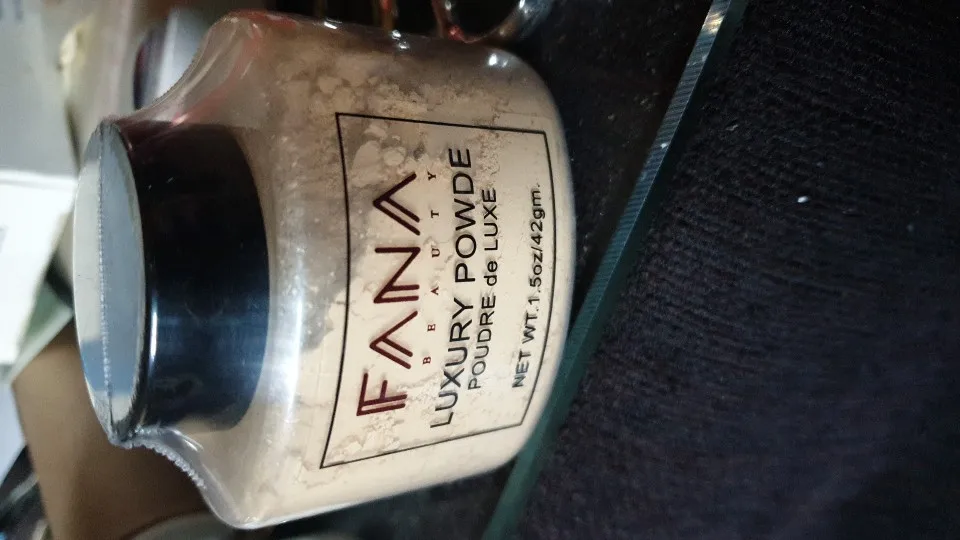 FANA
BEAUTY
LUXURY POWDE
POUDRE de LUXE
NET WT.1.5oz/42gm.